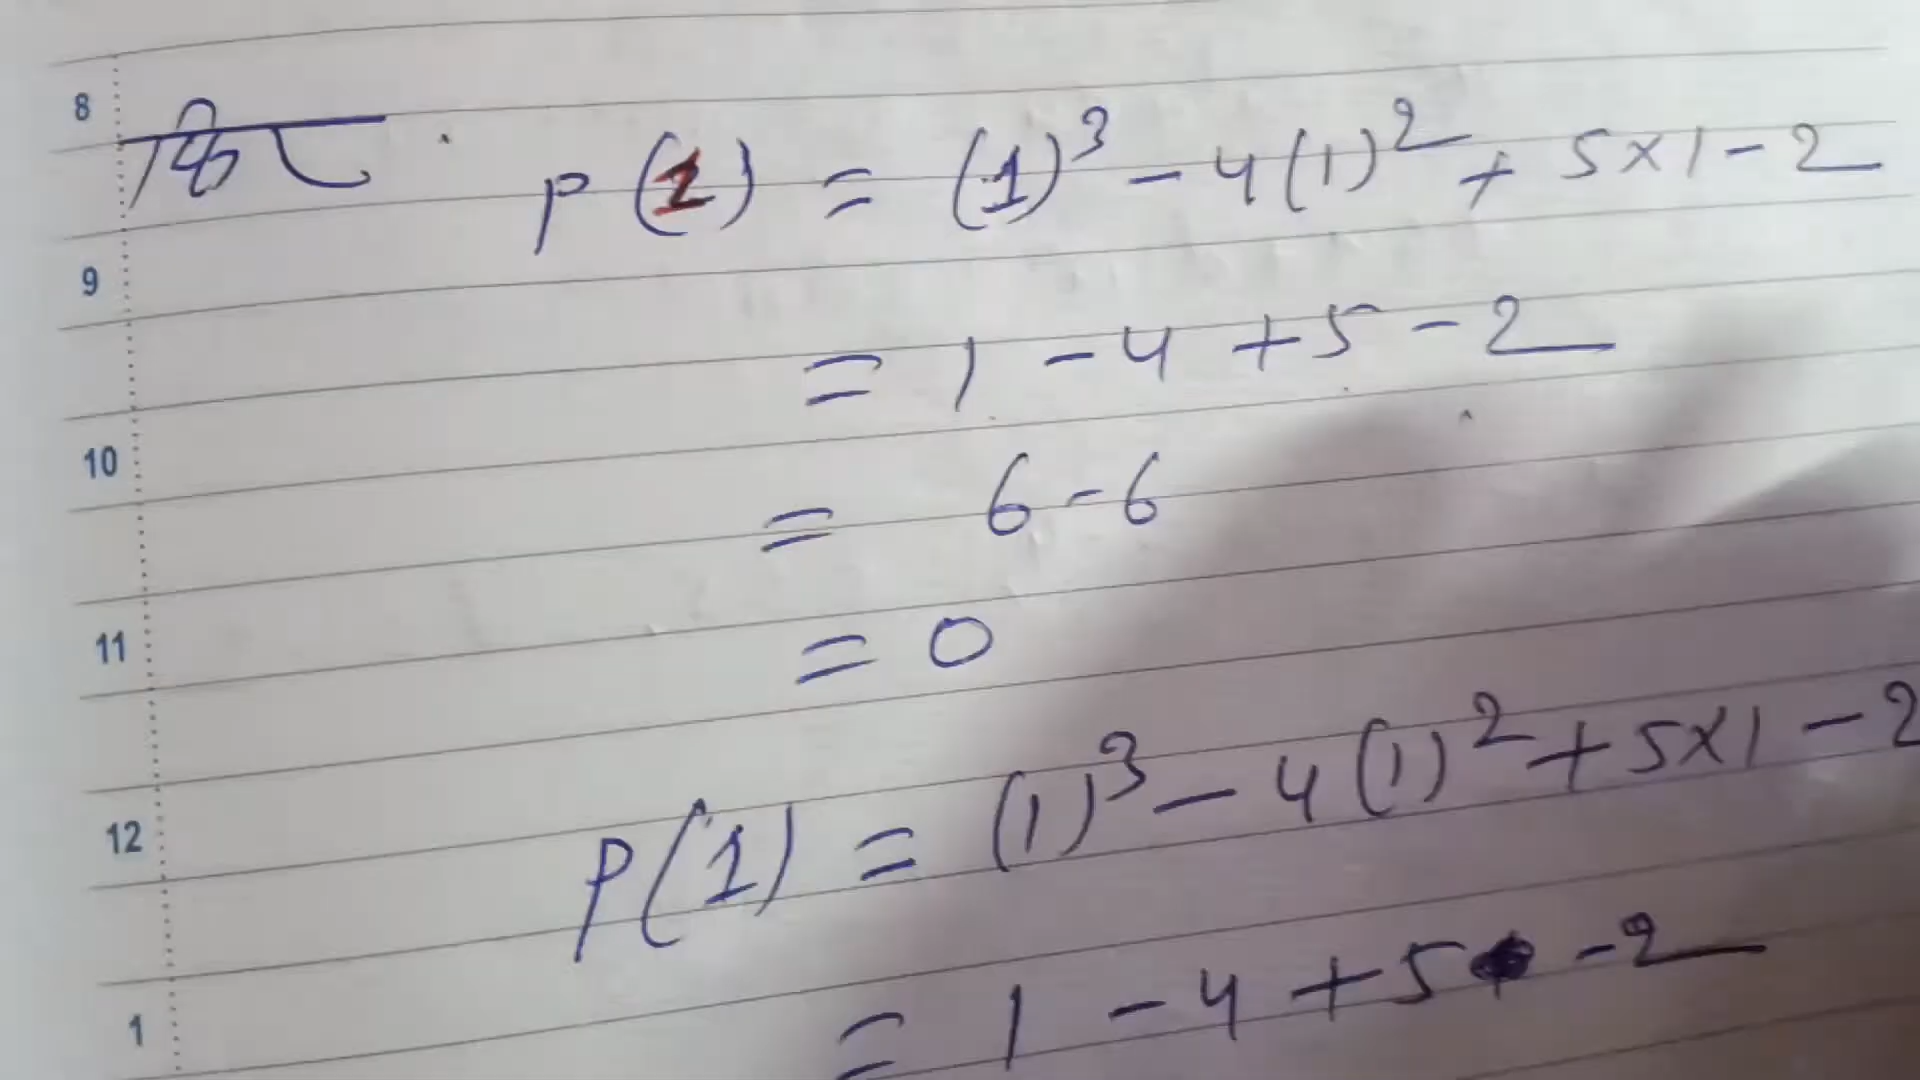 8
फिर p(1) = (1)³ - 4(1)² + 5×1-2
9
= 1 - 4 + 5 - 2
10
= 6-6
11
= 0
12
P(1) = (1)³ - 4(1)² + 5×1 - 2
1
= 1 - 4 + 5 - 2